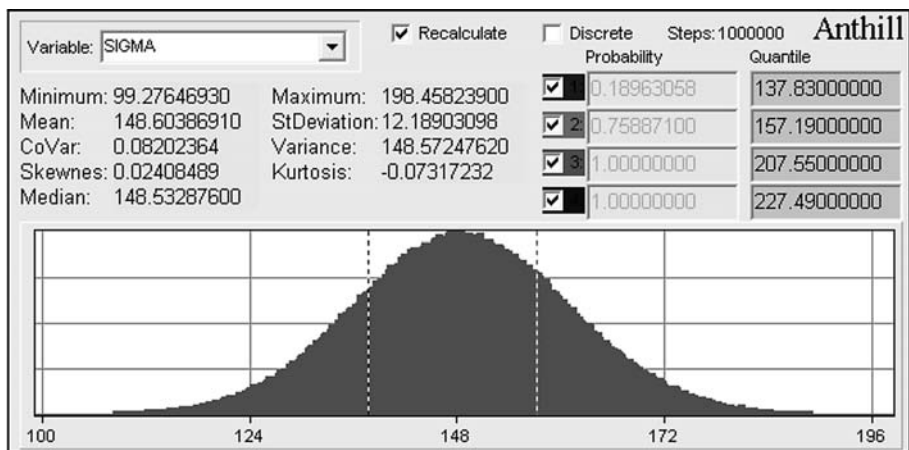 Variable: SIGMA
Recalculate
Discrete Steps:1000000 Anthill
Probability Quantile
Minimum: 99.27646930 Maximum: 198.45823900
Mean: 148.60386910 StDeviation: 12.18903098
CoVar: 0.08202364 Variance: 148.57247620
Skewnes: 0.02408489 Kurtosis: -0.07317232
Median: 148.53287600
0.18963058 137.83000000
2: 0.75887100 157.19000000
3: 1.00000000 207.55000000
1.00000000 227.49000000
100 124 148 172 196